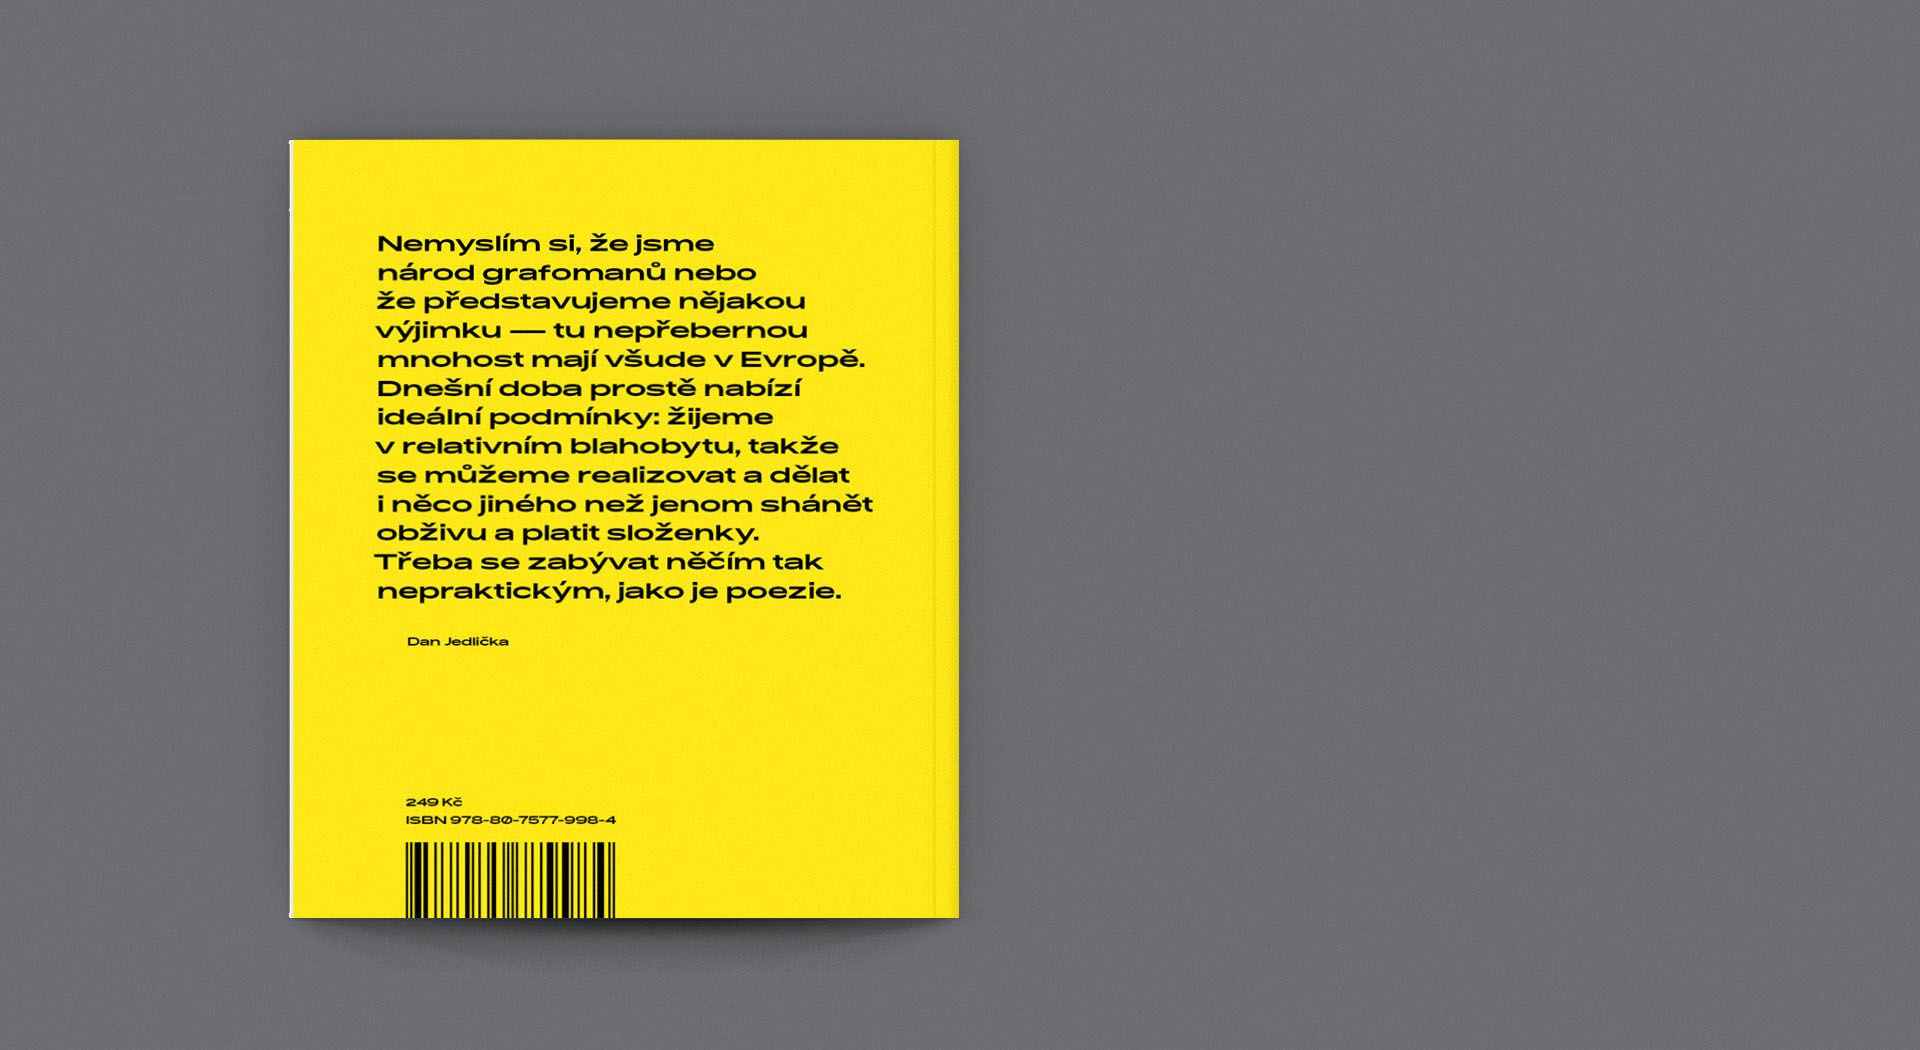 Nemyslím si, že jsme
národ grafomanů nebo
že představujeme nějakou
výjimku — tu nepřebernou
mnohost mají všude v Evropě.
Dnešní doba prostě nabízí
ideální podmínky: žijeme
v relativním blahobytu, takže
se můžeme realizovat a dělat
i něco jiného než jenom shánět
obživu a platit složenky.
Třeba se zabývat něčím tak
nepraktickým, jako je poezie.
Dan Jedlička
249 Kč
ISBN 978-80-7577-998-4